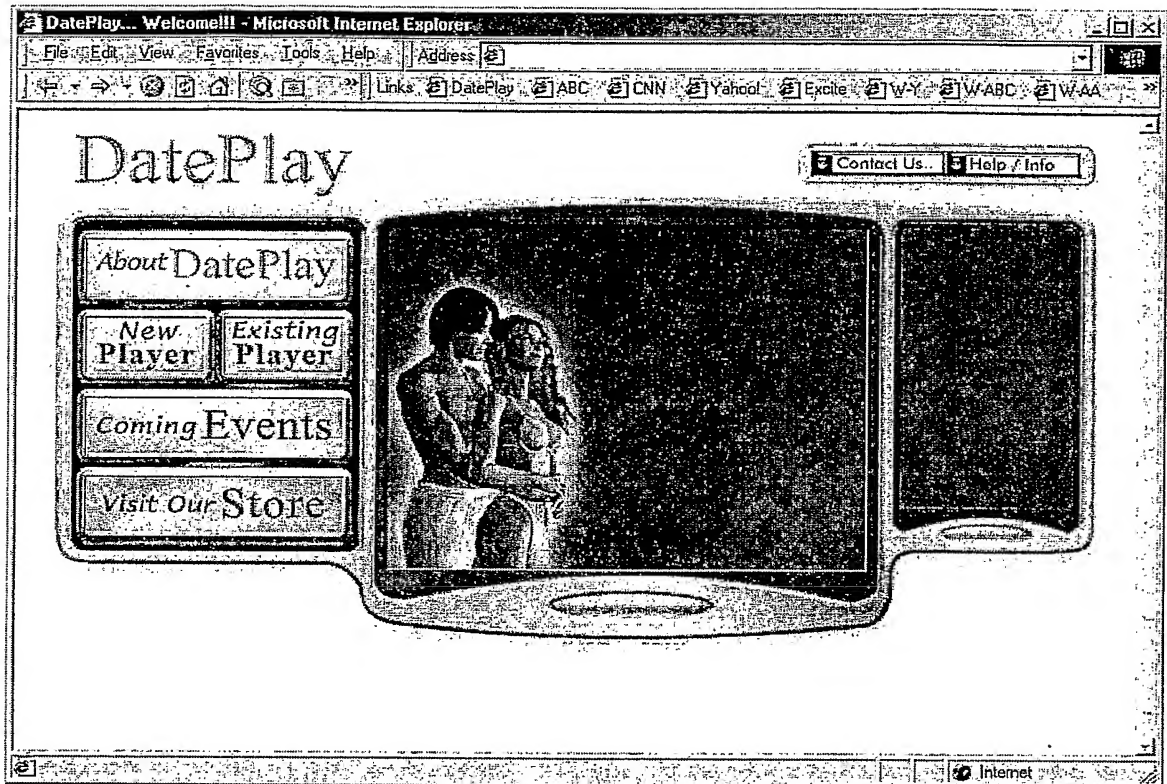 DatePlay... Welcome!!! - Microsoft Internet Explorer
File Edit View Favorites Tools Help Address
Links DatePlay ABC CNN Yahoo! Excite W-Y W-ABC W-AA
DatePlay
Contact Us.. Help / Info
About DatePlay
New Player
Existing Player
Coming Events
Visit Our Store
Internet